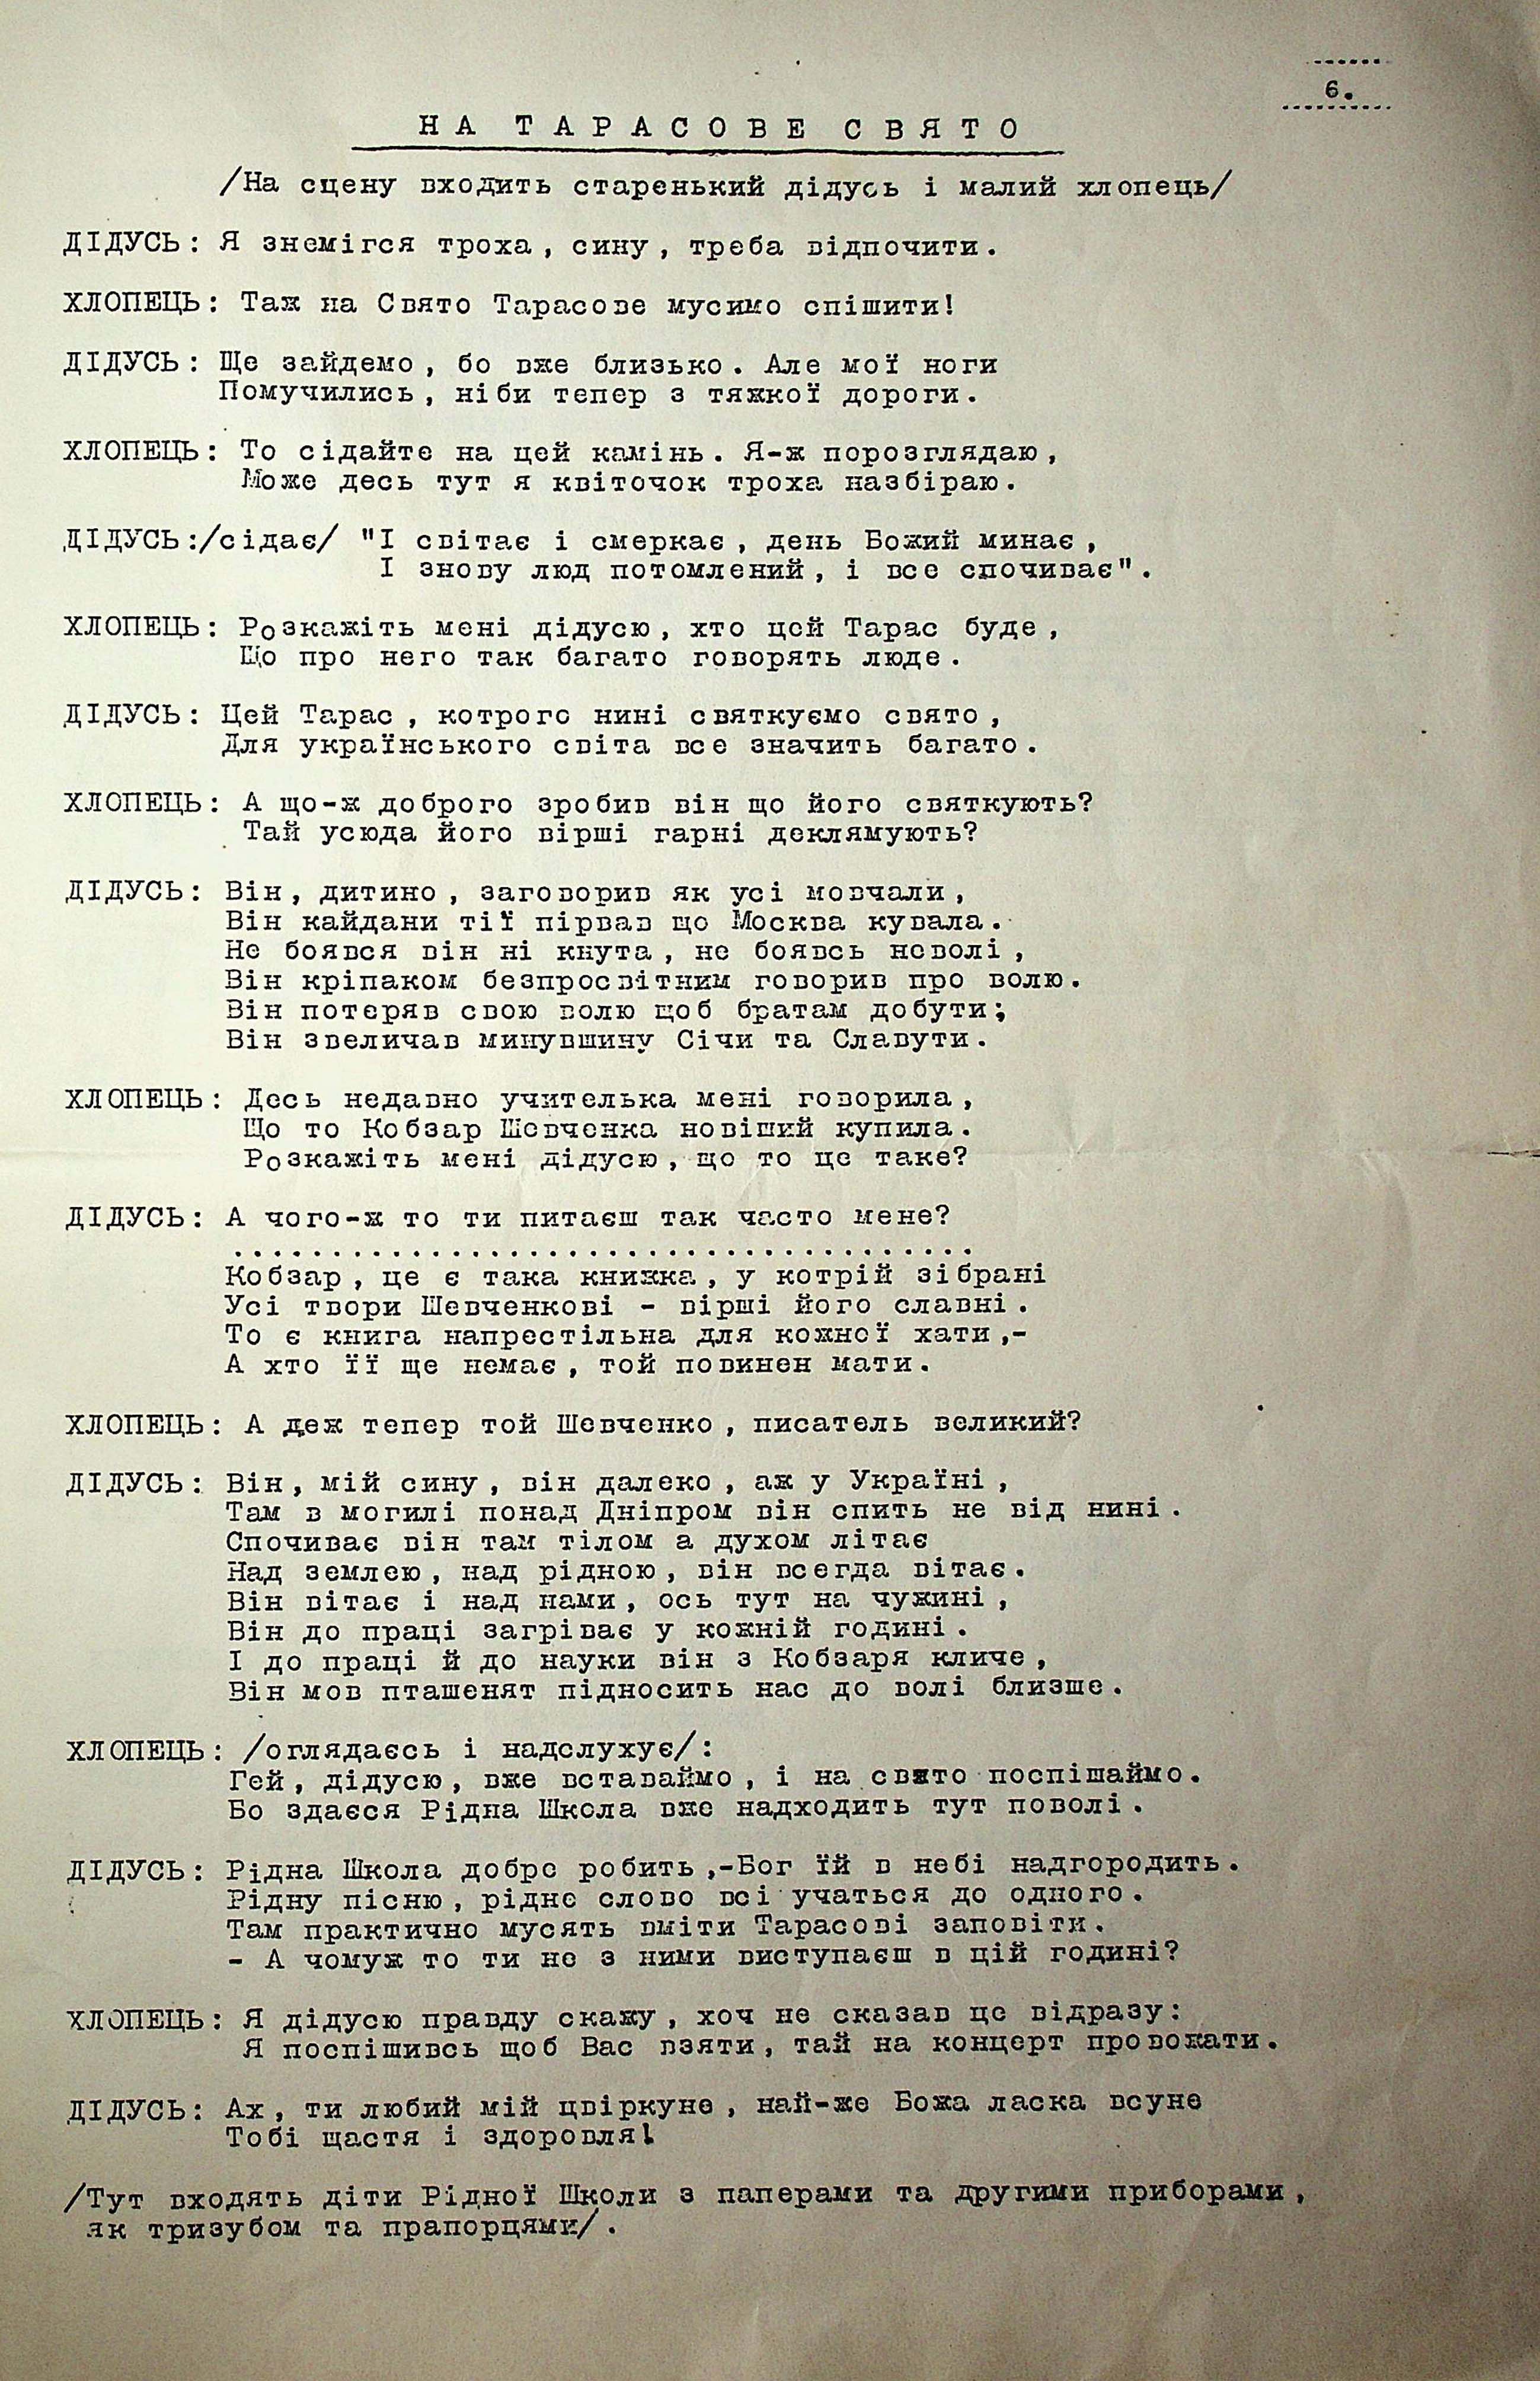 6.
НА ТАРАСОВЕ СВЯТО
/На сцену входить старенький дідусь і малий хлопець/
ДІДУСЬ: Я знемігся троха, сину, треба відпочити.
ХЛОПЕЦЬ: Таж на Свято Тарасове мусимо спішити!
ДІДУСЬ: Ще зайдемо, бо вже близько. Але мої ноги
Помучились, ніби тепер з тяжкої дороги.
ХЛОПЕЦЬ: То сідайте на цей камінь. Я-ж порозглядаю,
Може десь тут я квіточок троха назбіраю.
ДІДУСЬ:/сідає/ "І світає і смеркає, день Божий минає,
І знову люд потомлений, і все спочиває".
ХЛОПЕЦЬ: Розкажіть мені дідусю, хто цей Тарас буде,
Що про него так багато говорять люде.
ДІДУСЬ: Цей Тарас, котрого нині святкуємо свято,
Для українського світа все значить багато.
ХЛОПЕЦЬ: А що-ж доброго зробив він що його святкують?
Тай усюда його вірші гарні деклямують?
ДІДУСЬ: Він, дитино, заговорив як усі мовчали,
Він кайдани тії пірвав що Москва кувала.
Не боявся він ні кнута, не боявсь неволі,
Він кріпаком безпросвітним говорив про волю.
Він потеряв свою волю щоб братам добути;
Він звеличав минувшину Січи та Славути.
ХЛОПЕЦЬ: Десь недавно учителька мені говорила,
Що то Кобзар Шевченка новіший купила.
Розкажіть мені дідусю, що то це таке?
ДІДУСЬ: А чого-ж то ти питаєш так часто мене?
......................................
Кобзар, це є така книжка, у котрій зібрані
Усі твори Шевченкові - вірші його славні.
То є книга напрестільна для кожної хати,-
А хто її ще немає, той повинен мати.
ХЛОПЕЦЬ: А деж тепер той Шевченко, писатель великий?
ДІДУСЬ: Він, мій сину, він далеко, аж у Україні,
Там в могилі понад Дніпром він спить не від нині.
Спочиває він там тілом а духом літає
Над землею, над рідною, він всегда вітає.
Він вітає і над нами, ось тут на чужині,
Він до праці загріває у кожній годині.
І до праці й до науки він з Кобзаря кличе,
Він мов пташенят підносить нас до волі близше.
ХЛОПЕЦЬ: /оглядаєсь і надслухує/:
Гей, дідусю, вже вставаймо, і на свято поспішаймо.
Бо здаєся Рідна Школа вже надходить тут поволі.
ДІДУСЬ: Рідна Школа добре робить,-Бог їй в небі надгородить.
Рідну пісню, рідне слово всі учаться до одного.
Там практично мусять вміти Тарасові заповіти.
- А чомуж то ти не з ними виступаєш в цій годині?
ХЛОПЕЦЬ: Я дідусю правду скажу, хоч не сказав це відразу:
Я поспішивсь щоб Вас взяти, тай на концерт провожати.
ДІДУСЬ: Ах, ти любий мій цвіркуне, най-же Божа ласка всуне
Тобі щастя і здоровля!
/Тут входять діти Рідної Школи з паперами та другими приборами,
як тризубом та прапорцями/.